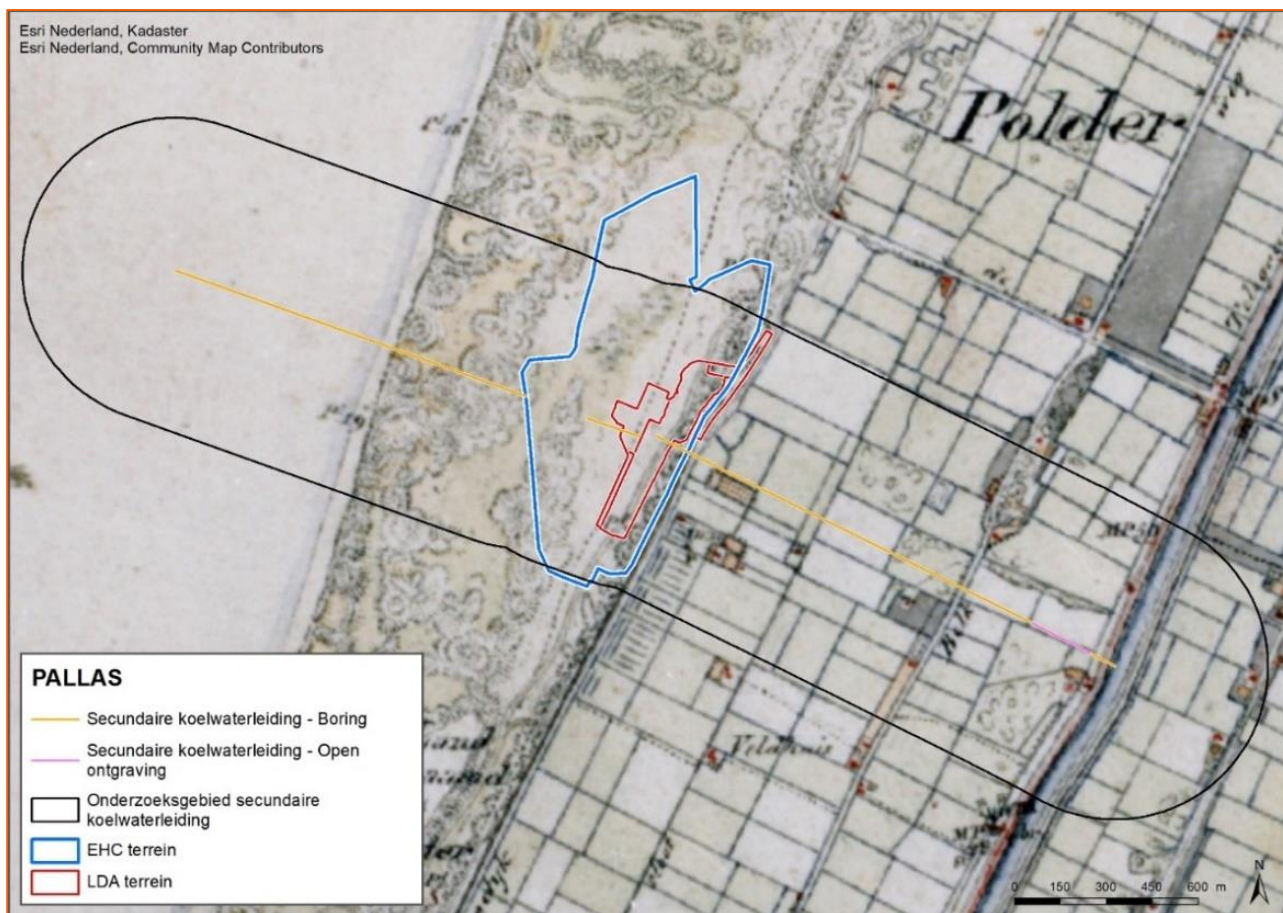 Esri Nederland, Kadaster
Esri Nederland, Community Map Contributors
Polder
PALLAS
Secundaire koelwaterleiding - Boring
Secundaire koelwaterleiding - Open
ontgraving
Onderzoeksgebied secundaire
koelwaterleiding
EHC terrein
LDA terrein
N
0 150 300 450 600 m